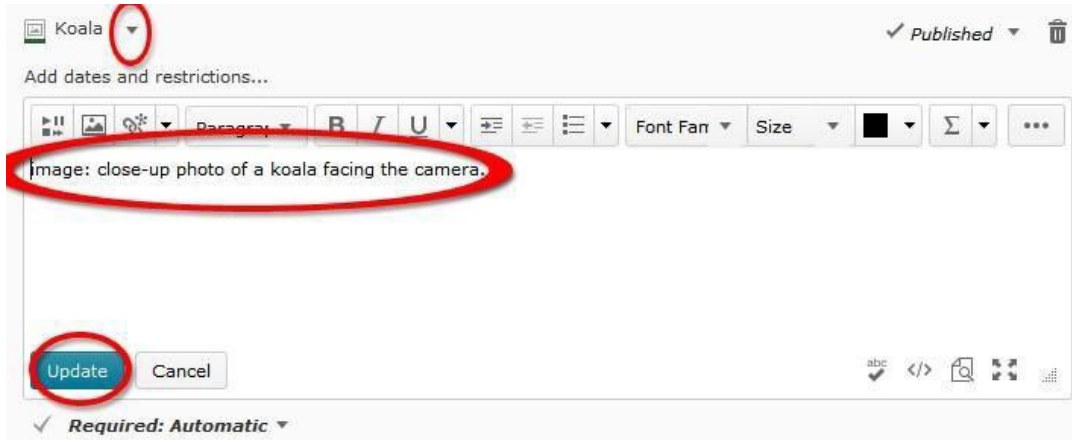 Koala
Published
Add dates and restrictions...
B I U Font Fan Size Σ ...
image: close-up photo of a koala facing the camera.
Update Cancel abc </>
Required: Automatic